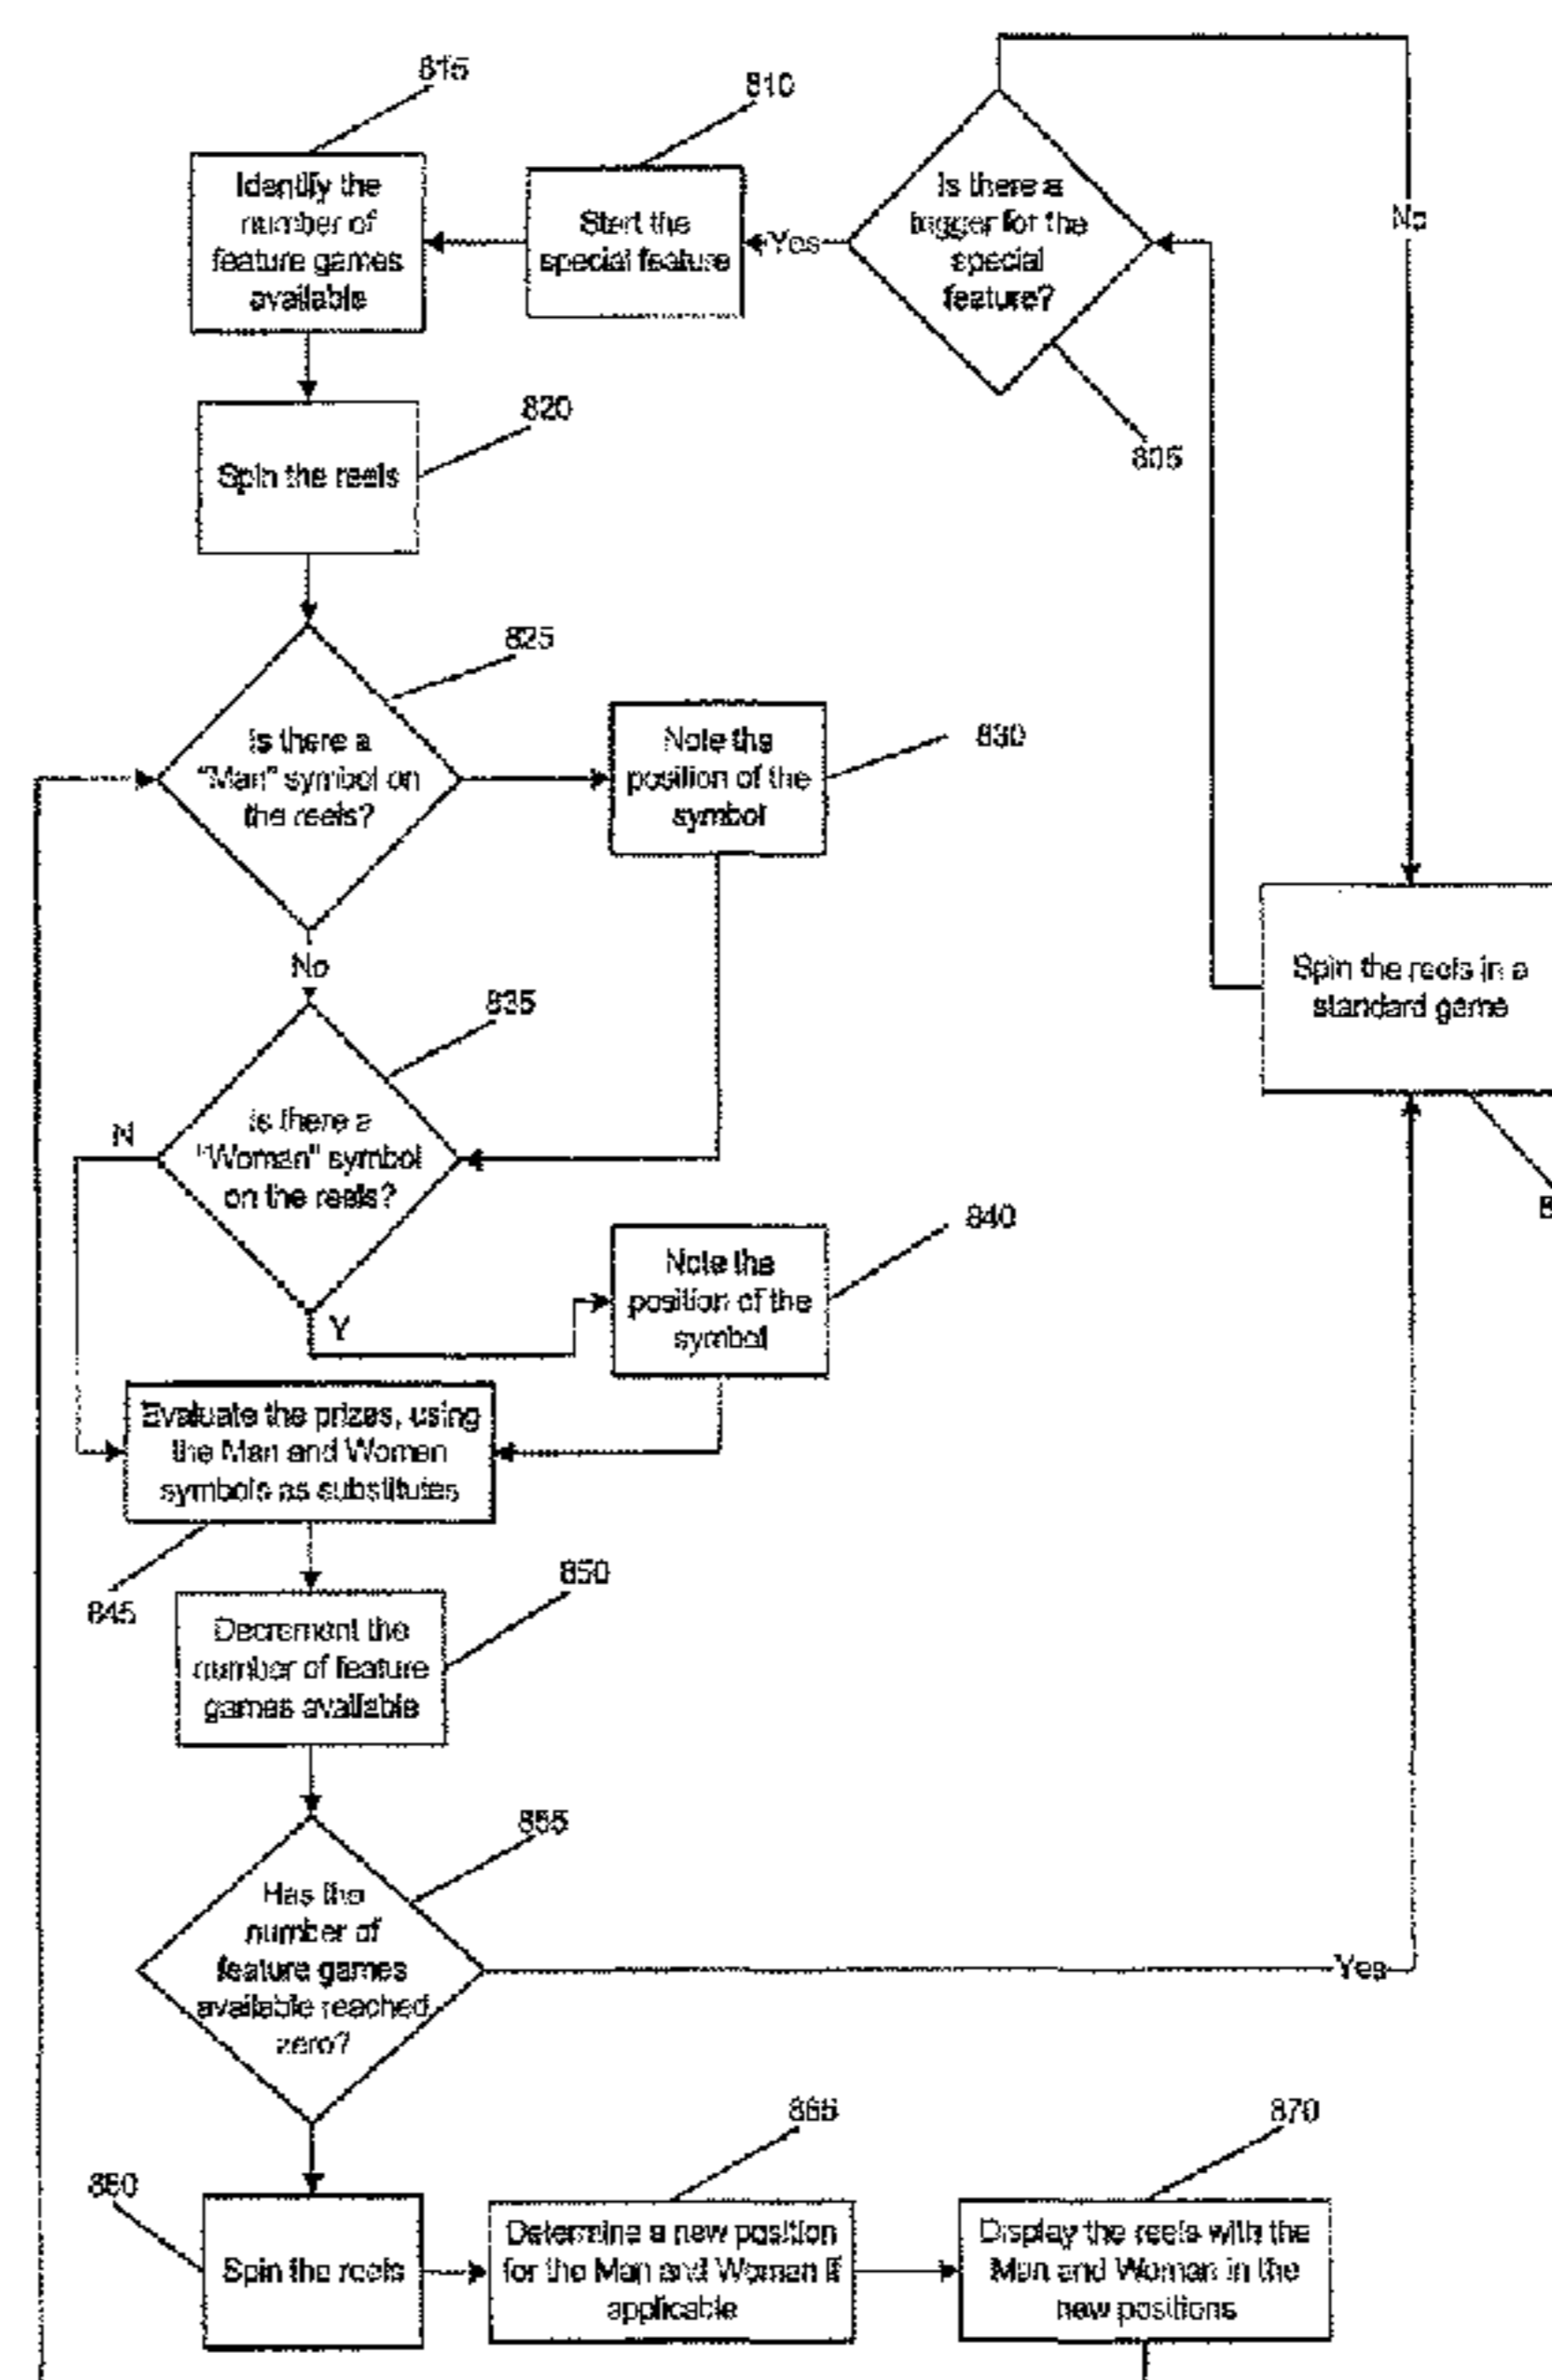 815
810
Identify the
number of
feature games
available
Start the
special feature
Yes
Is there a
trigger for the
special
feature?
No
805
820
Spin the reels
825
Is there a
"Man" symbol on
the reels?
Note the
position of the
symbol
830
No
835
Spin the reels in a
standard game
Is there a
"Woman" symbol
on the reels?
N
Y
840
Note the
position of the
symbol
Evaluate the prizes, using
the Man and Woman
symbols as substitutes
845
850
Decrement the
number of feature
games available
855
Has the
number of
feature games
available reached
zero?
Yes
860
865
870
Spin the reels
Determine a new position
for the Man and Woman if
applicable
Display the reels with the
Man and Woman in the
new positions